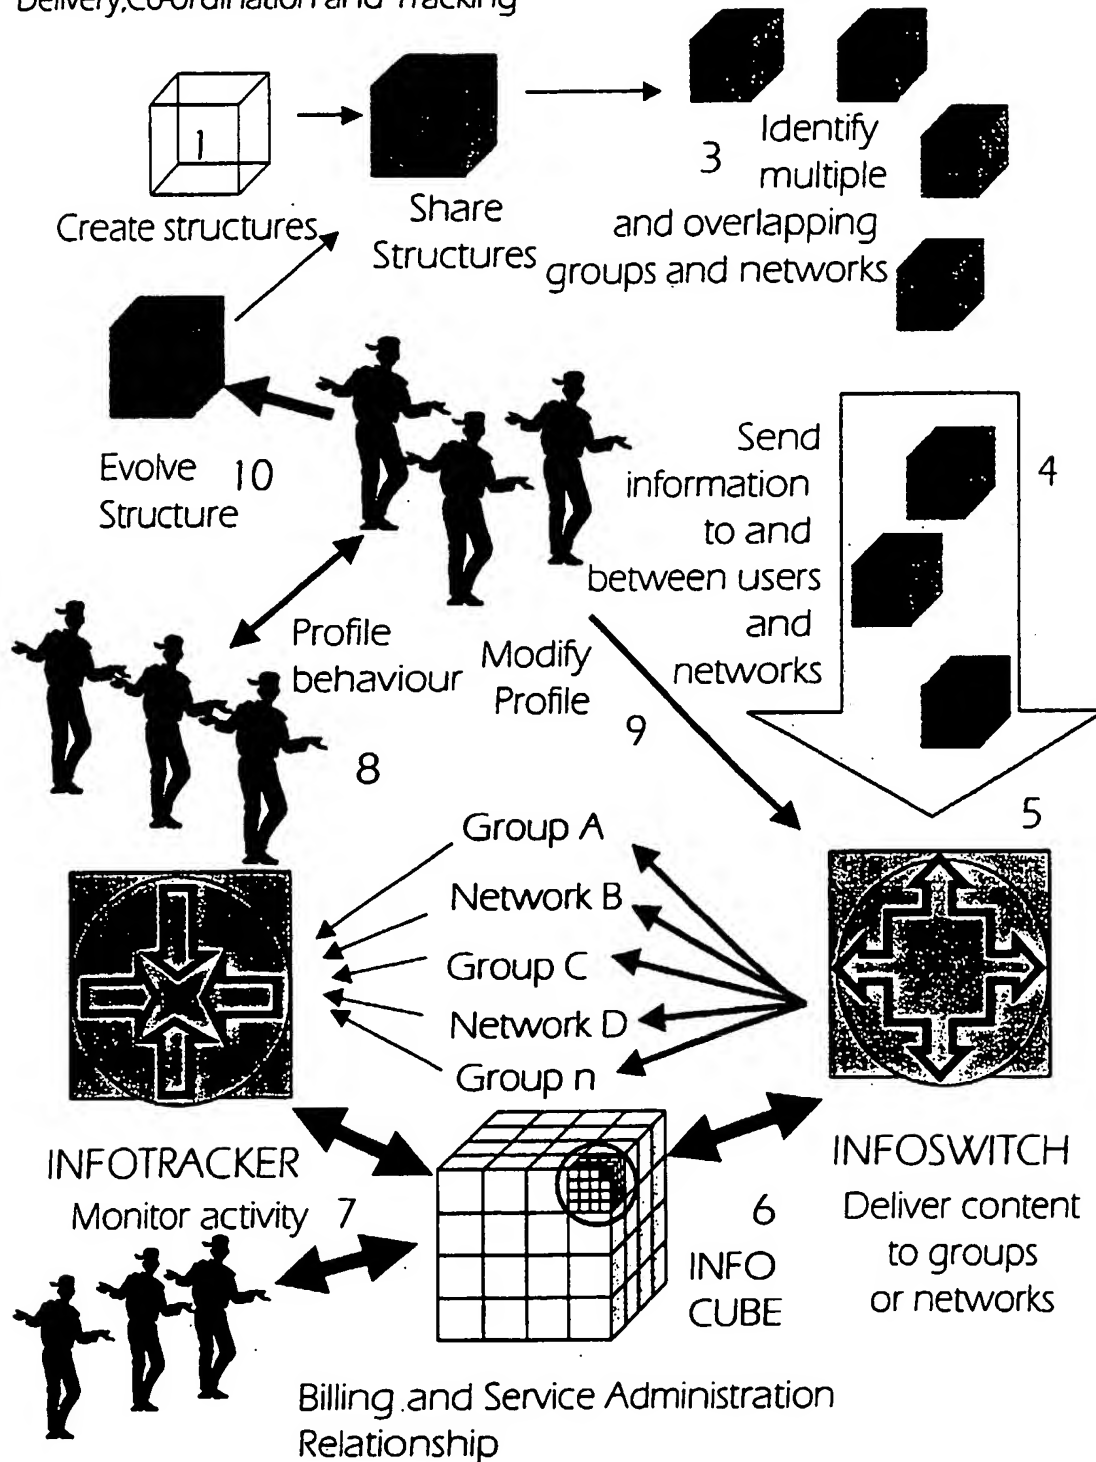 Delivery,Co-ordination and Tracking
1
Create structures
Share
Structures
3 Identify
multiple
and overlapping
groups and networks
Evolve 10
Structure
Send
information
to and
between users
and
networks
4
Profile
behaviour
8
Modify
Profile
9
5
Group A
Network B
Group C
Network D
Group n
INFOTRACKER
Monitor activity 7
6
INFO
CUBE
INFOSWITCH
Deliver content
to groups
or networks
Billing and Service Administration
Relationship